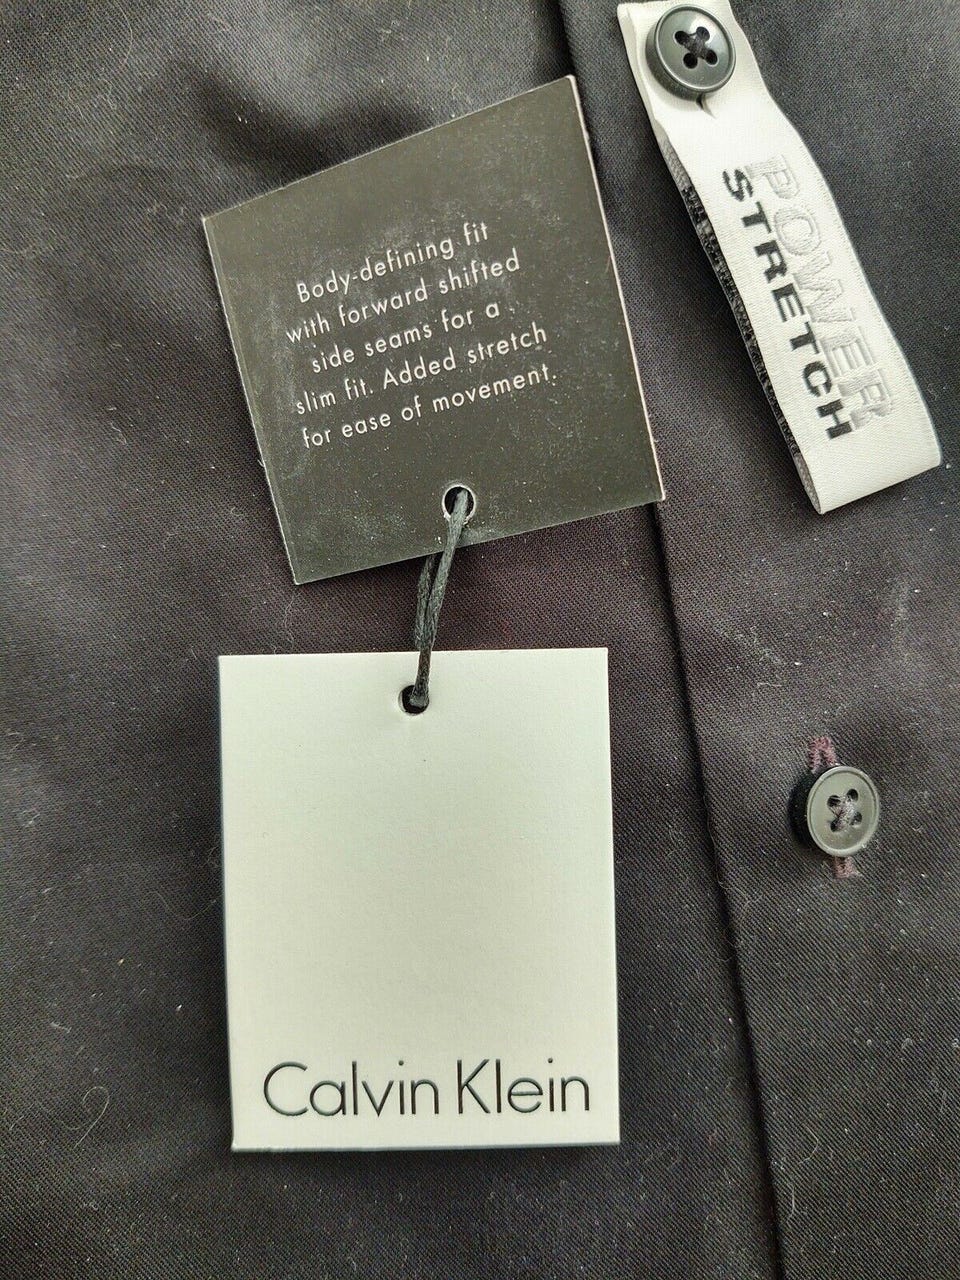 Body-defining fit
with forward shifted
side seams for a
slim fit. Added stretch
for ease of movement.
POWER
STRETCH
Calvin Klein